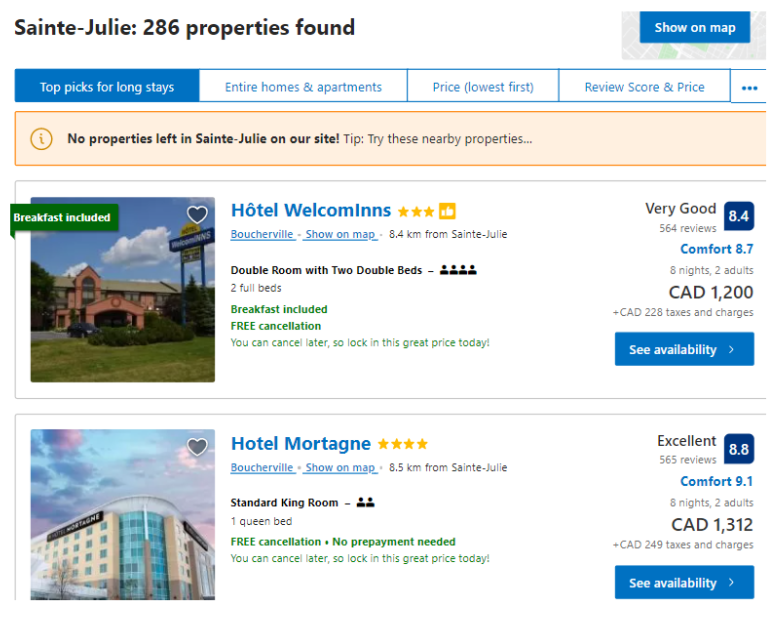 Sainte-Julie: 286 properties found
Show on map
Top picks for long stays
Entire homes & apartments
Price (lowest first)
Review Score & Price
•••
No properties left in Sainte-Julie on our site! Tip: Try these nearby properties...
Breakfast included
WelcomINNS
Hôtel WelcomInns
Boucherville • Show on map • 8.4 km from Sainte-Julie
Double Room with Two Double Beds –
2 full beds
Breakfast included
FREE cancellation
You can cancel later, so lock in this great price today!
Very Good 8.4
564 reviews
Comfort 8.7
8 nights, 2 adults
CAD 1,200
+CAD 228 taxes and charges
See availability
HÔTEL MORTAGNE
Hotel Mortagne
Boucherville • Show on map • 8.5 km from Sainte-Julie
Standard King Room –
1 queen bed
FREE cancellation • No prepayment needed
You can cancel later, so lock in this great price today!
Excellent 8.8
565 reviews
Comfort 9.1
8 nights, 2 adults
CAD 1,312
+CAD 249 taxes and charges
See availability